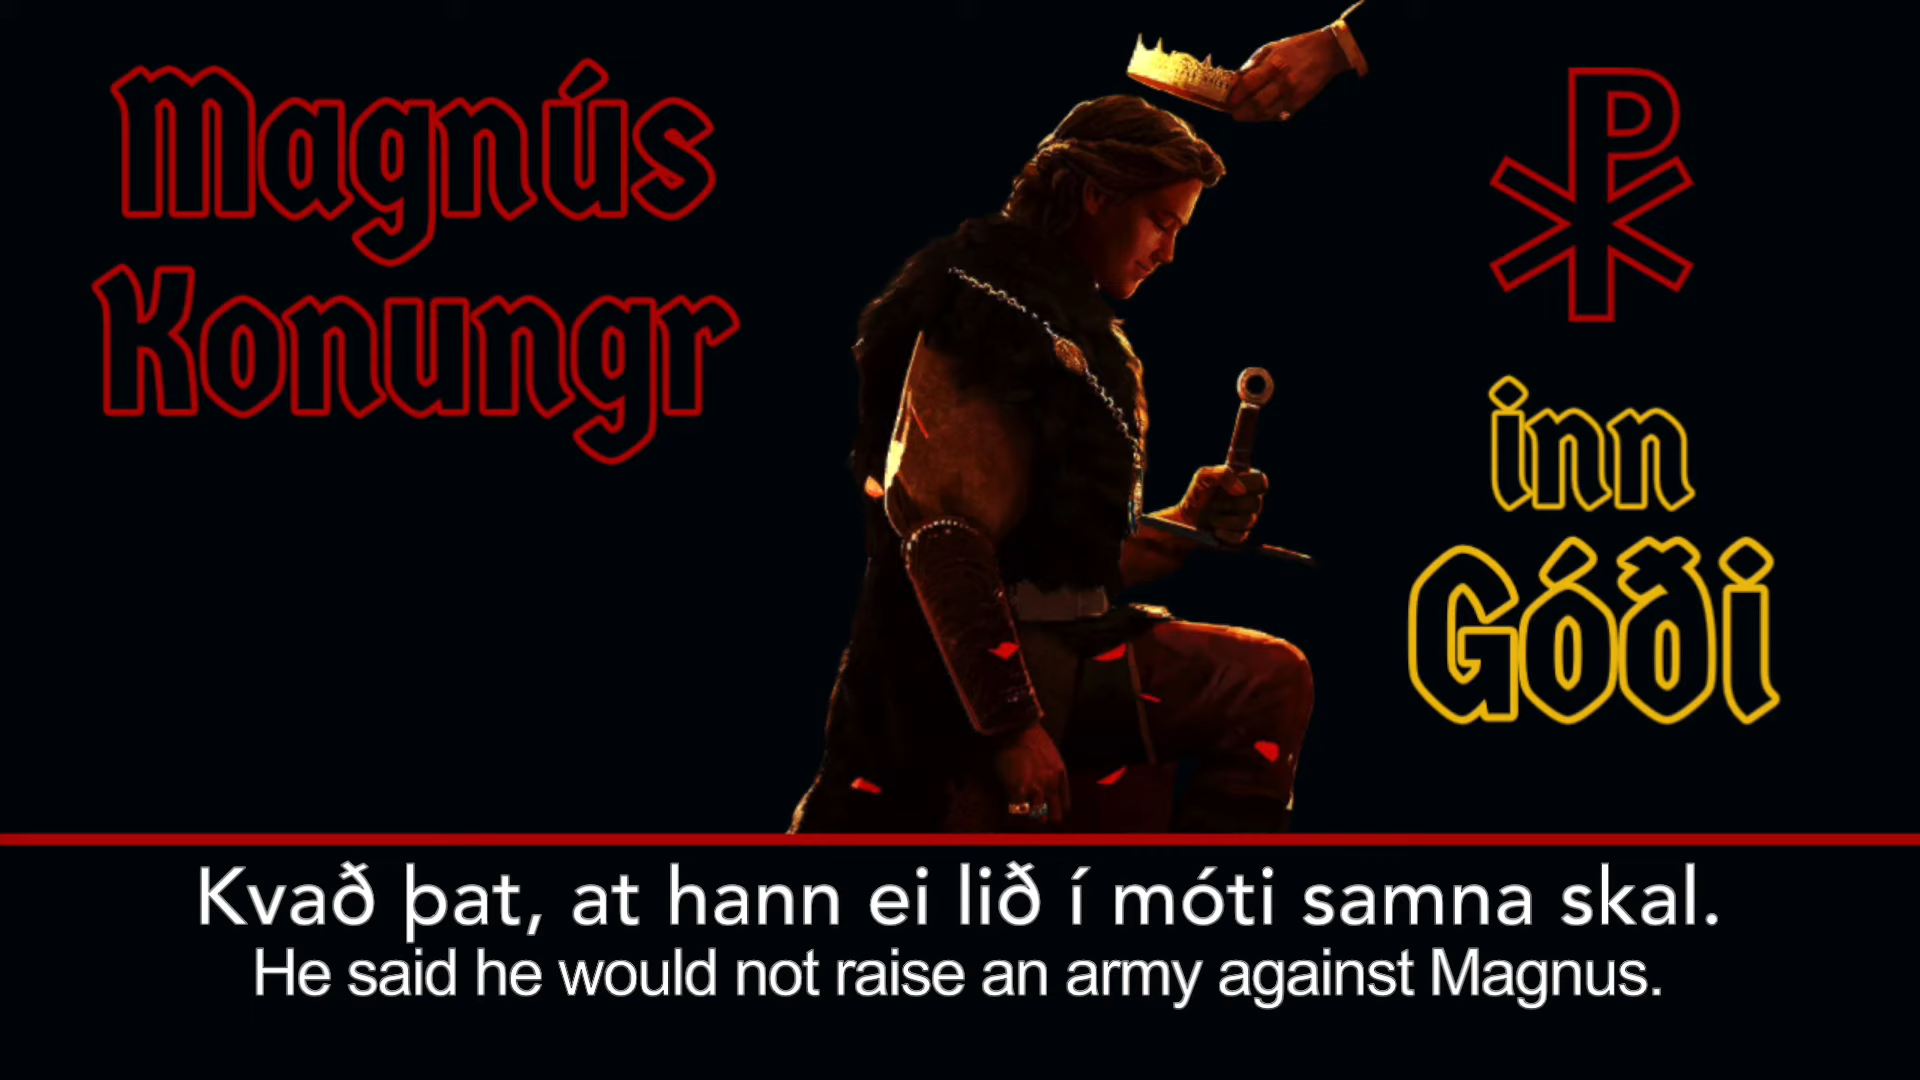 Magnús
Konungr
inn
Góði
Kvað þat, at hann ei lið í móti samna skal.
He said he would not raise an army against Magnus.